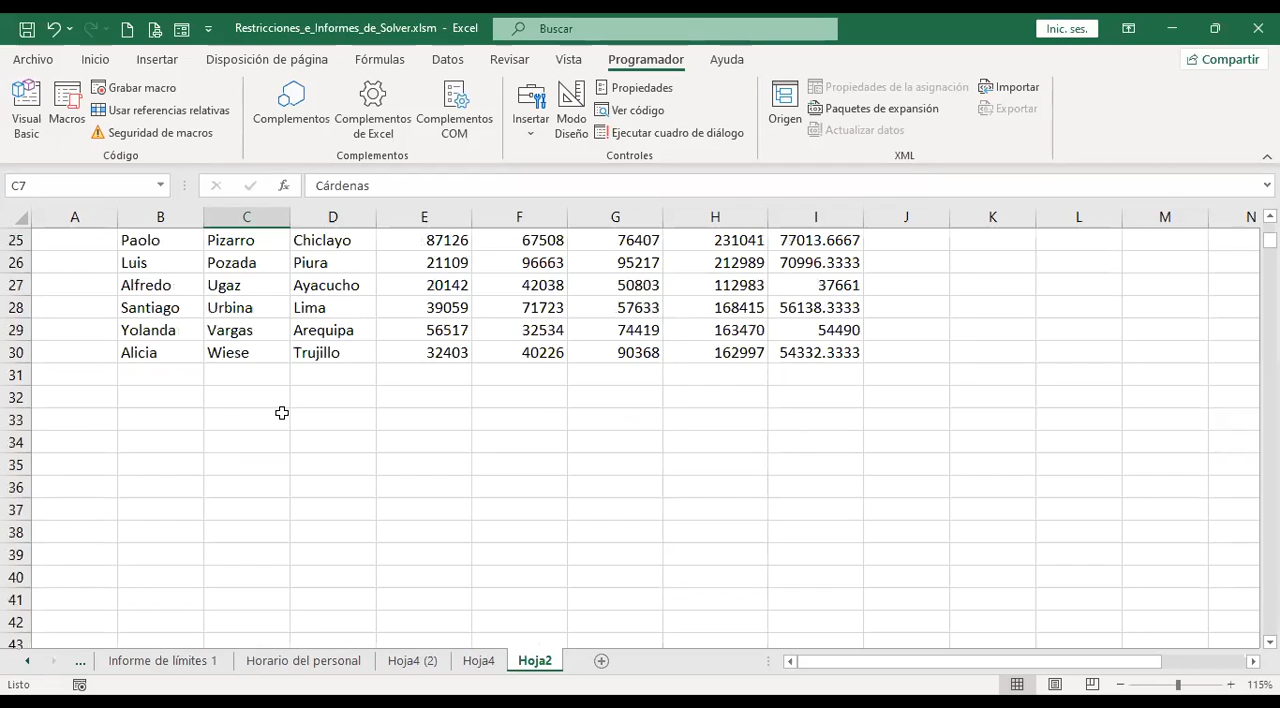 Restricciones_e_Informes_de_Solver.xlsm - Excel
Buscar
Inic. ses.
Archivo Inicio Insertar Disposición de página Fórmulas Datos Revisar Vista Programador Ayuda
Compartir
Visual Basic
Macros
Grabar macro
Usar referencias relativas
Seguridad de macros
Código
Complementos
Complementos de Excel
Complementos COM
Complementos
Insertar
Modo Diseño
Propiedades
Ver código
Ejecutar cuadro de diálogo
Controles
Origen
Propiedades de la asignación
Paquetes de expansión
Actualizar datos
Importar
Exportar
XML
C7 fx Cárdenas
A B C D E F G H I J K L M N
25 Paolo Pizarro Chiclayo 87126 67508 76407 231041 77013.6667
26 Luis Pozada Piura 21109 96663 95217 212989 70996.3333
27 Alfredo Ugaz Ayacucho 20142 42038 50803 112983 37661
28 Santiago Urbina Lima 39059 71723 57633 168415 56138.3333
29 Yolanda Vargas Arequipa 56517 32534 74419 163470 54490
30 Alicia Wiese Trujillo 32403 40226 90368 162997 54332.3333
31
32
33
34
35
36
37
38
39
40
41
42
43
... Informe de límites 1 Horario del personal Hoja4 (2) Hoja4 Hoja2
Listo
115%